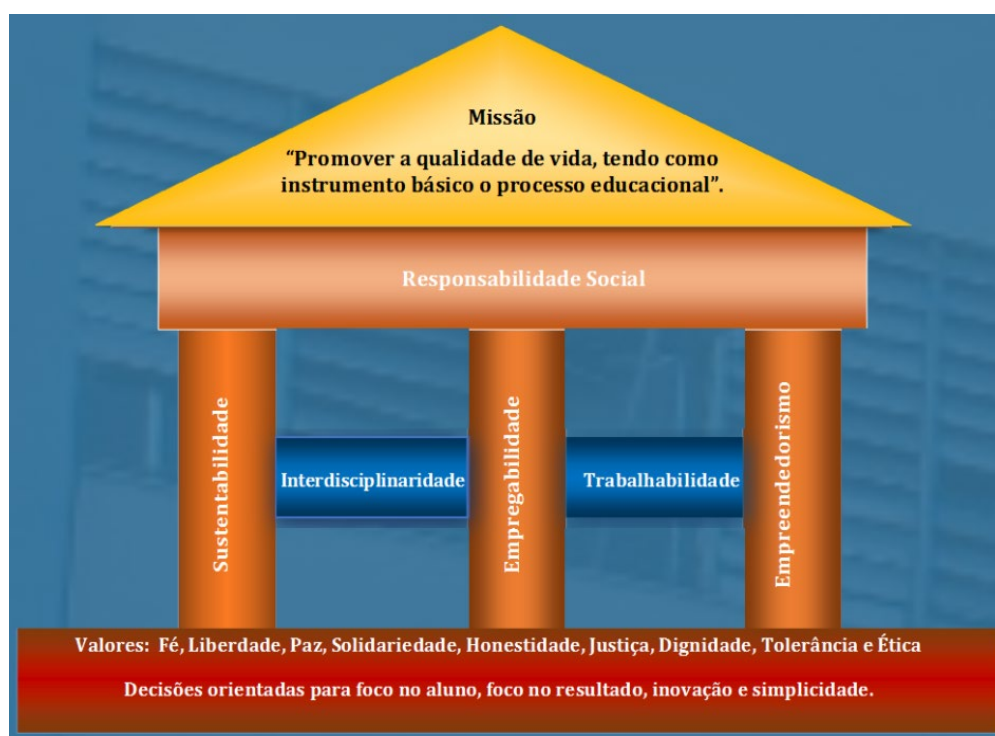 Missão
“Promover a qualidade de vida, tendo como
instrumento básico o processo educacional”.
Responsabilidade Social
Sustentabilidade
Interdisciplinaridade
Empregabilidade
Trabalhabilidade
Empreendedorismo
Valores: Fé, Liberdade, Paz, Solidariedade, Honestidade, Justiça, Dignidade, Tolerância e Ética
Decisões orientadas para foco no aluno, foco no resultado, inovação e simplicidade.